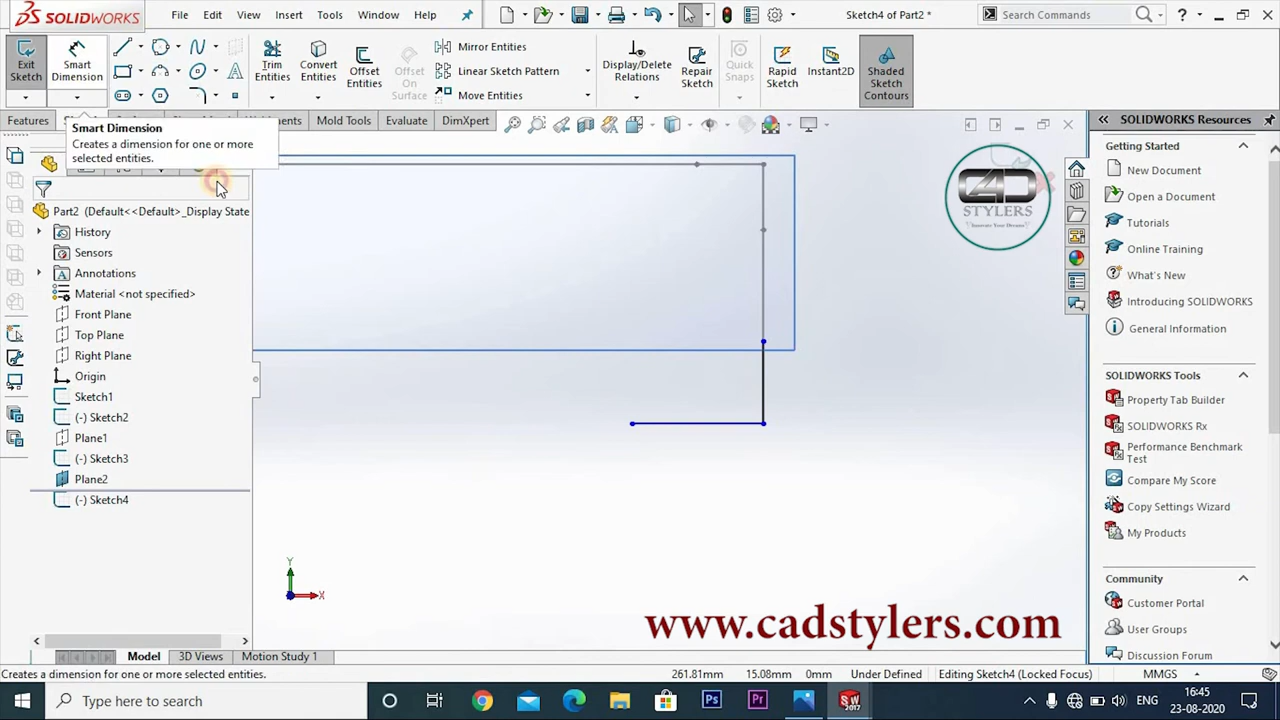 DS SOLIDWORKS File Edit View Insert Tools Window Help Sketch4 of Part2 * Search Commands ?
Exit Sketch Smart Dimension Trim Entities Convert Entities Offset Entities Offset On Surface Mirror Entities Linear Sketch Pattern Move Entities Display/Delete Relations Repair Sketch Quick Snaps Rapid Sketch Instant2D Shaded Sketch Contours
Features Mold Tools Evaluate DimXpert SOLIDWORKS Resources
Smart Dimension
Creates a dimension for one or more
selected entities.
Getting Started
New Document
Open a Document
Tutorials
Online Training
What's New
Introducing SOLIDWORKS
General Information
SOLIDWORKS Tools
Property Tab Builder
SOLIDWORKS Rx
Performance Benchmark
Test
Compare My Score
Copy Settings Wizard
My Products
Community
Customer Portal
User Groups
Discussion Forum
CAD
STYLERS
Innovate Your Dreams
Part2 (Default<<Default>_Display State
History
Sensors
Annotations
Material <not specified>
Front Plane
Top Plane
Right Plane
Origin
Sketch1
(-) Sketch2
Plane1
(-) Sketch3
Plane2
(-) Sketch4
Y
X
www.cadstylers.com
Model 3D Views Motion Study 1
Creates a dimension for one or more selected entities. 261.81mm 15.08mm 0mm Under Defined Editing Sketch4 (Locked Focus) MMGS
Type here to search Ps Pr SW 2017 ENG 16:45
23-08-2020